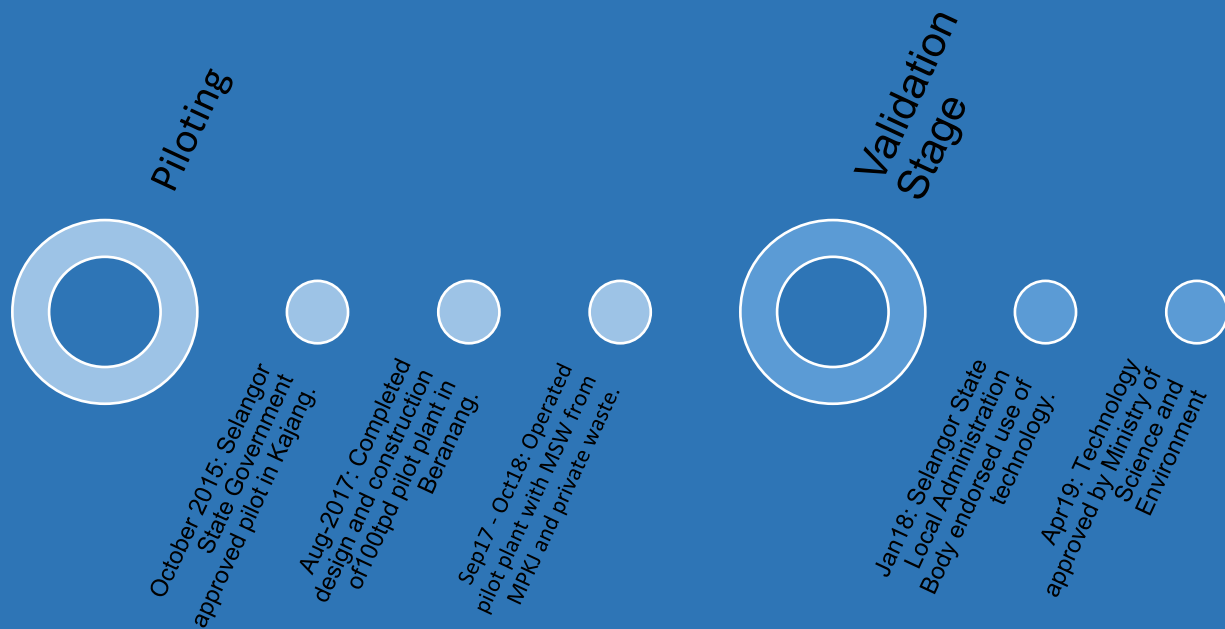 Piloting
October 2015: Selangor
State Government
approved pilot in Kajang.
Aug-2017: Completed
design and construction
of100tpd pilot plant in
Beranang.
Sep17 - Oct18: Operated
pilot plant with MSW from
MPKJ and private waste.
Validation
Stage
Jan18: Selangor State
Local Administration
Body endorsed use of
technology.
Apr19: Technology
approved by Ministry of
Science and
Environment